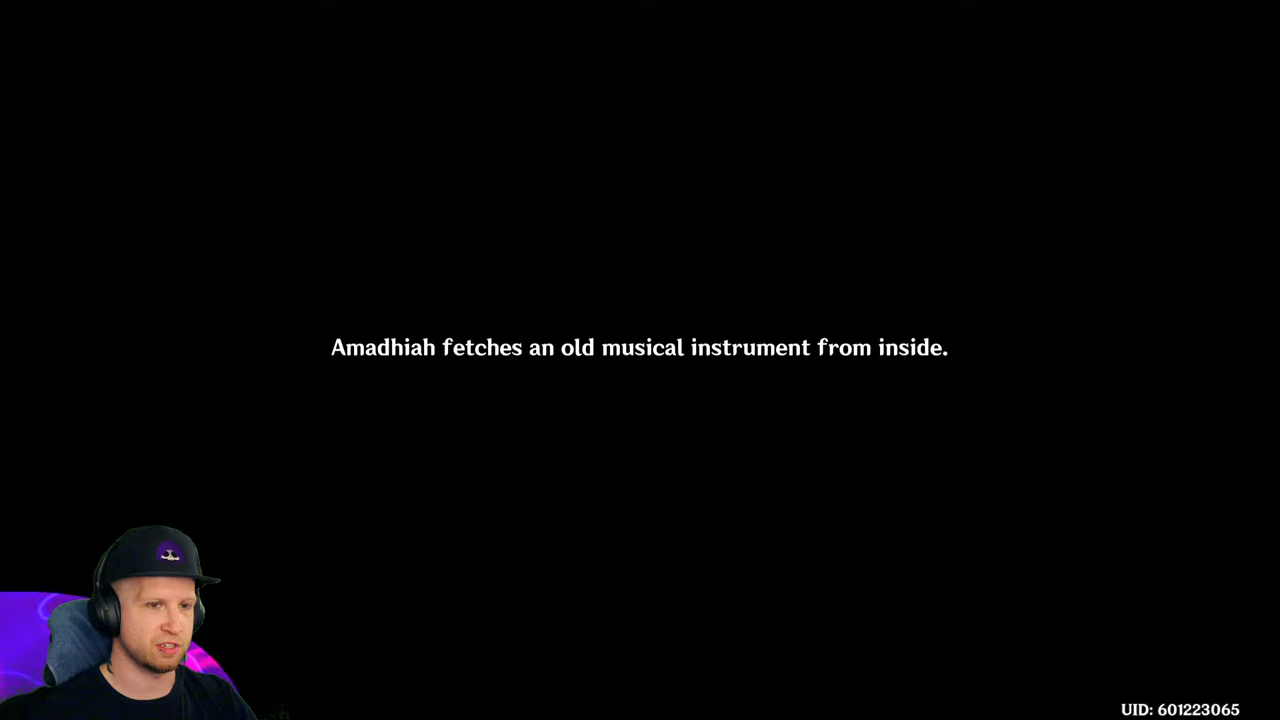 Amadhiah fetches an old musical instrument from inside.
UID: 601223065